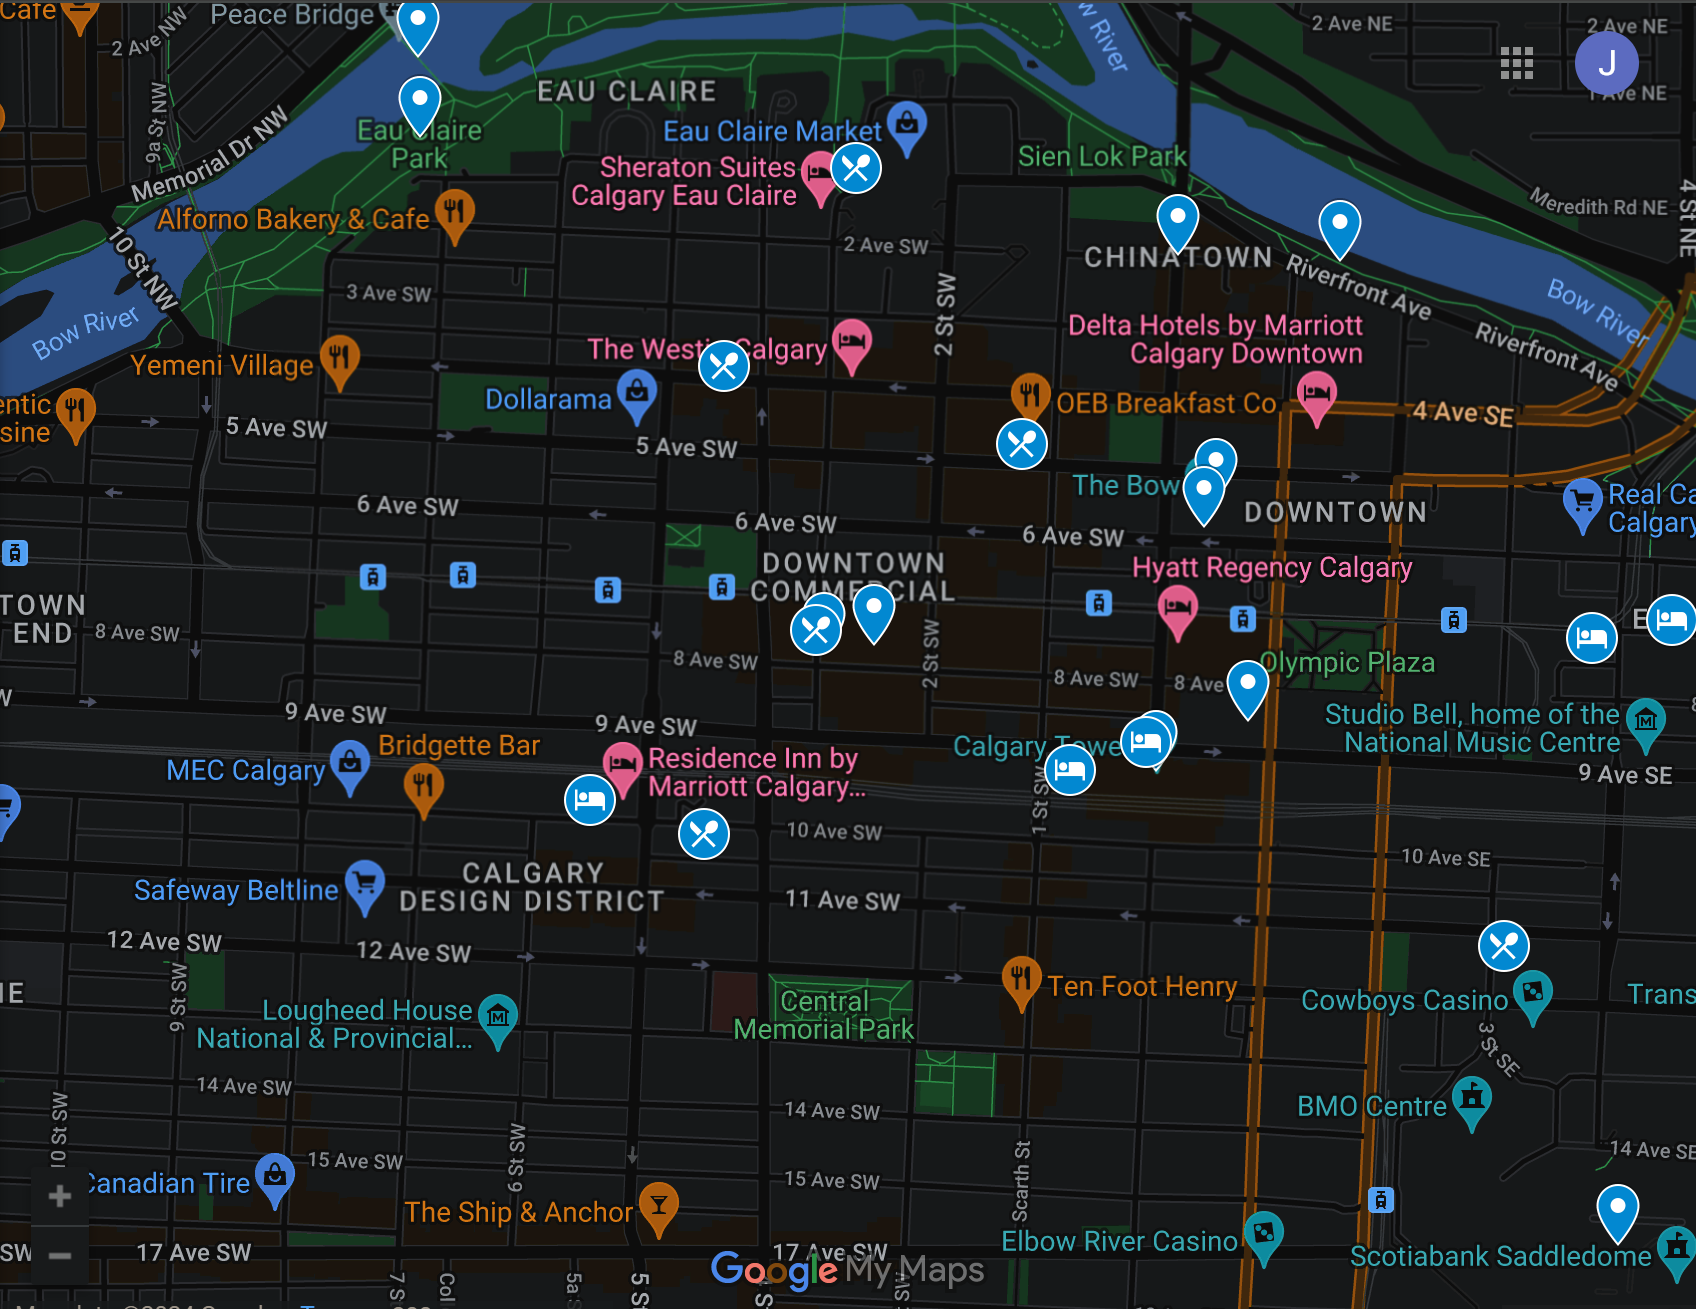 Cafe
Peace Bridge
2 Ave NW
2 Ave NE
2 Ave NE
J
1 Ave NE
9a St NW
Memorial Dr NW
EAU CLAIRE
Bow River
Eau Claire
Park
Eau Claire Market
Sheraton Suites
Calgary Eau Claire
Sien Lok Park
4 St NE
Meredith Rd NE
Alforno Bakery & Cafe
10 St NW
2 Ave SW
CHINATOWN
Riverfront Ave
Bow River
3 Ave SW
2 St SW
Bow River
Delta Hotels by Marriott
Calgary Downtown
Riverfront Ave
Yemeni Village
The Westin Calgary
Dollarama
OEB Breakfast Co.
4 Ave SE
entic
sine
5 Ave SW
5 Ave SW
The Bow
DOWNTOWN
Real Ca
Calgary
6 Ave SW
6 Ave SW
6 Ave SW
DOWNTOWN
COMMERCIAL
Hyatt Regency Calgary
TOWN
END
8 Ave SW
8 Ave SW
2 St SW
8 Ave SW
8 Ave
Olympic Plaza
E
W
9 Ave SW
9 Ave SW
Studio Bell, home of the
National Music Centre
8
Bridgette Bar
MEC Calgary
Residence Inn by
Marriott Calgary...
Calgary Towe
9 Ave SE
1 St SW
10 Ave SW
10 Ave SE
CALGARY
DESIGN DISTRICT
Safeway Beltline
11 Ave SW
12 Ave SW
12 Ave SW
9 St SW
NE
Ten Foot Henry
Cowboys Casino
Trans
Central
Memorial Park
Lougheed House
National & Provincial...
3 St SE
14 Ave SW
14 Ave SW
BMO Centre
10 St SW
6 St SW
15 Ave SW
15 Ave SW
Scarth St
14 Ave SE
Canadian Tire
+
The Ship & Anchor
Elbow River Casino
Scotiabank Saddledome
SW
−
17 Ave SW
17 Ave SW
Google My Maps
7 S
Col
5a S
5 St